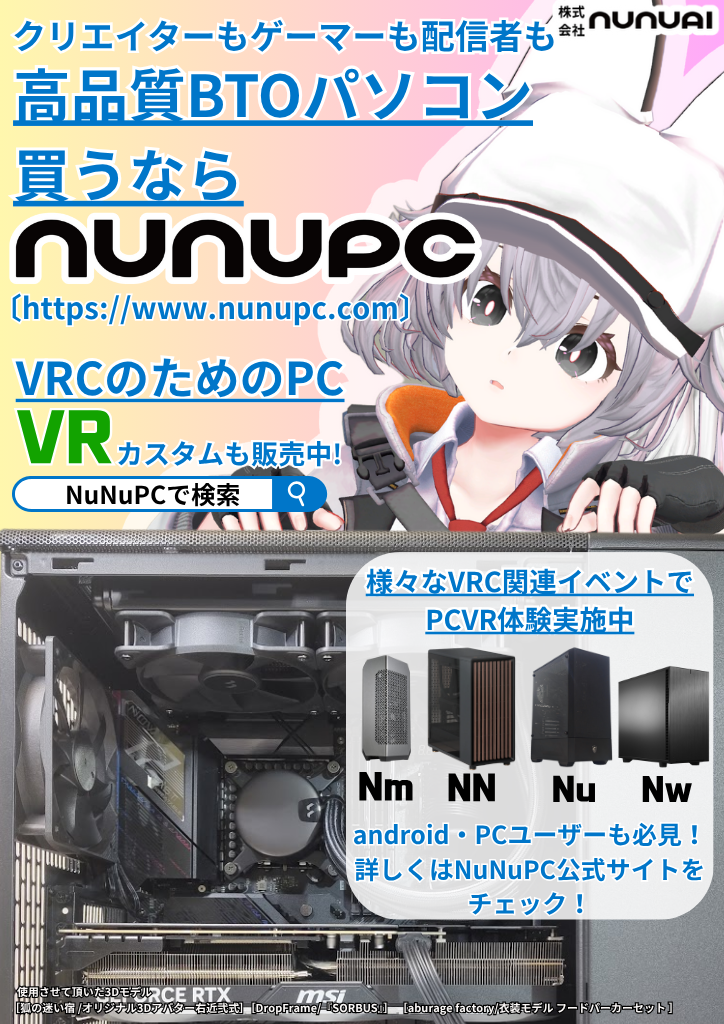 株式
会社 NUNUAI
クリエイターもゲーマーも配信者も
高品質BTOパソコン
買うなら
NUNUPC
〔https://www.nunupc.com〕
VRCのためのPC
VRカスタムも販売中!
NuNuPCで検索
様々なVRC関連イベントで
PCVR体験実施中
Nm NN Nu Nw
android・PCユーザーも必見！
詳しくはNuNuPC公式サイトを
チェック！
GEFORCE RTX msi
使用させて頂いた3Dモデル
[狐の迷い宿 /オリジナル3Dアバター右近弐式] [DropFrame/『SORBUS』] [aburage factory/衣装モデル フードパーカーセット ]